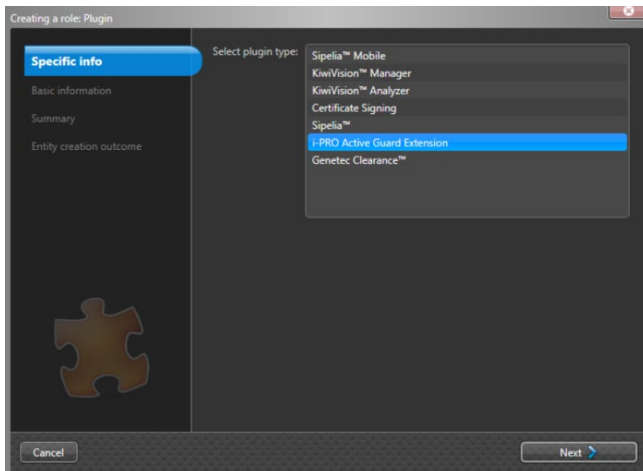 Creating a role: Plugin
Specific info
Basic information
Summary
Entity creation outcome
Select plugin type:
Sipelia™ Mobile
KiwiVision™ Manager
KiwiVision™ Analyzer
Certificate Signing
Sipelia™
i-PRO Active Guard Extension
Genetec Clearance™
Cancel
Next